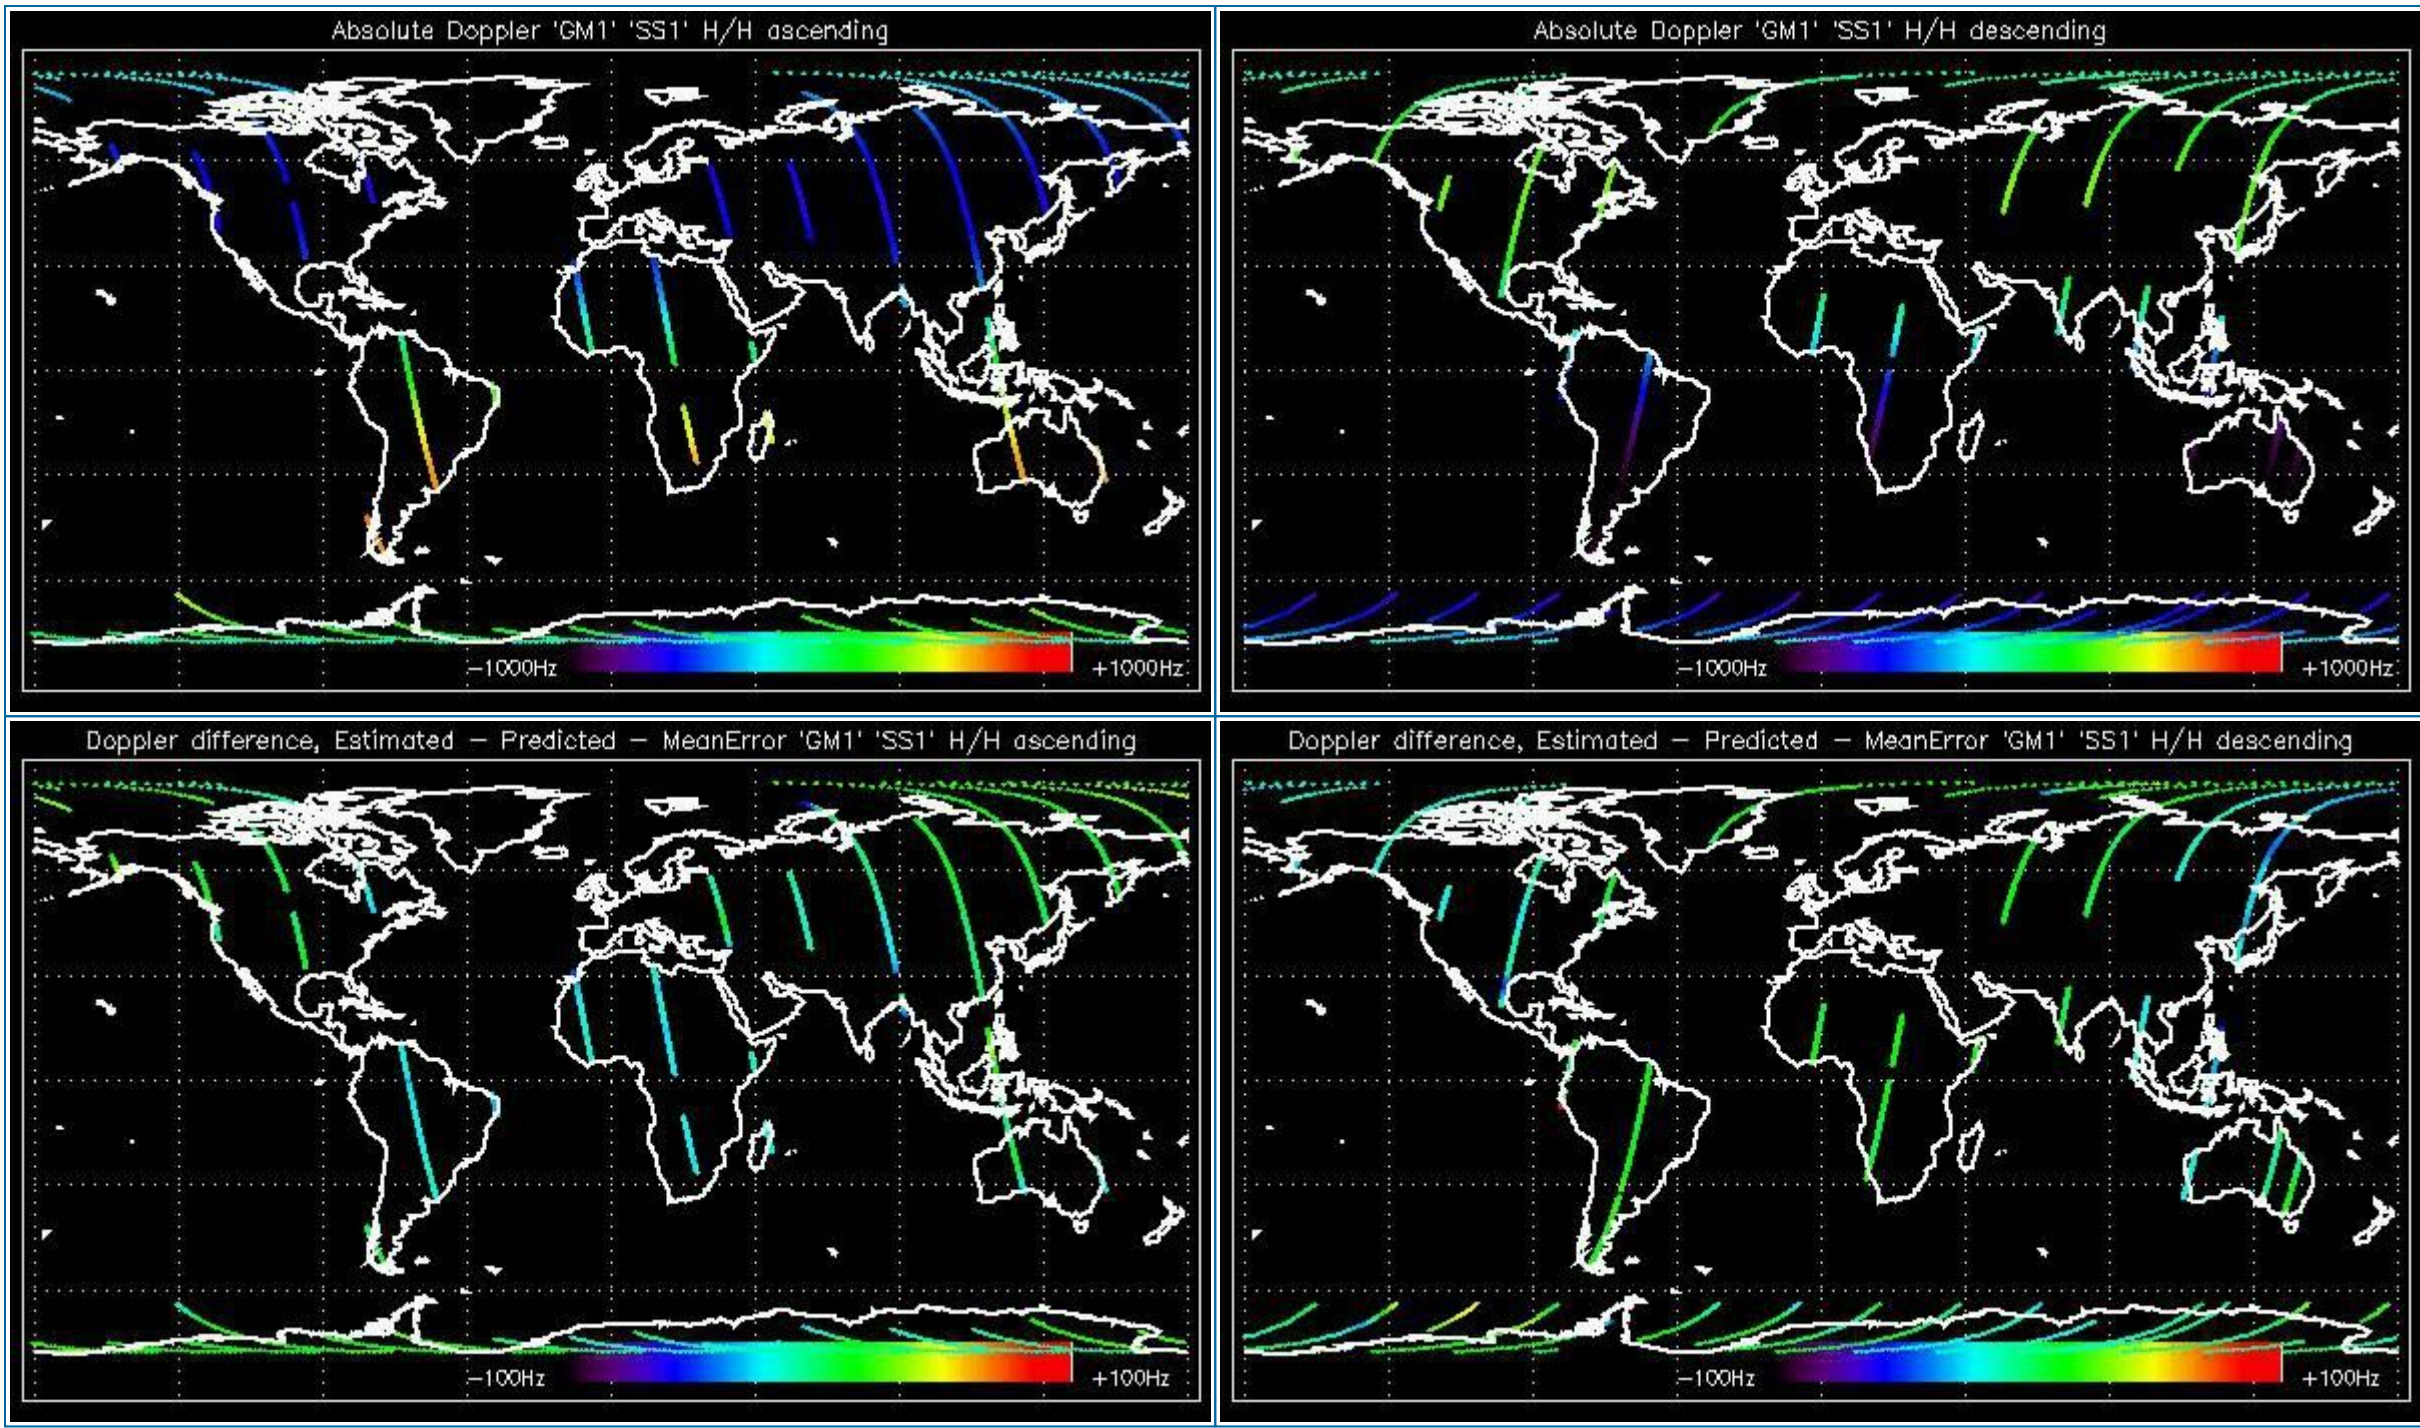 Absolute Doppler 'GM1' 'SS1' H/H ascending
−1000Hz
+1000Hz
Absolute Doppler 'GM1' 'SS1' H/H descending
−1000Hz
+1000Hz
Doppler difference, Estimated − Predicted − MeanError 'GM1' 'SS1' H/H ascending
−100Hz
+100Hz
Doppler difference, Estimated − Predicted − MeanError 'GM1' 'SS1' H/H descending
−100Hz
+100Hz